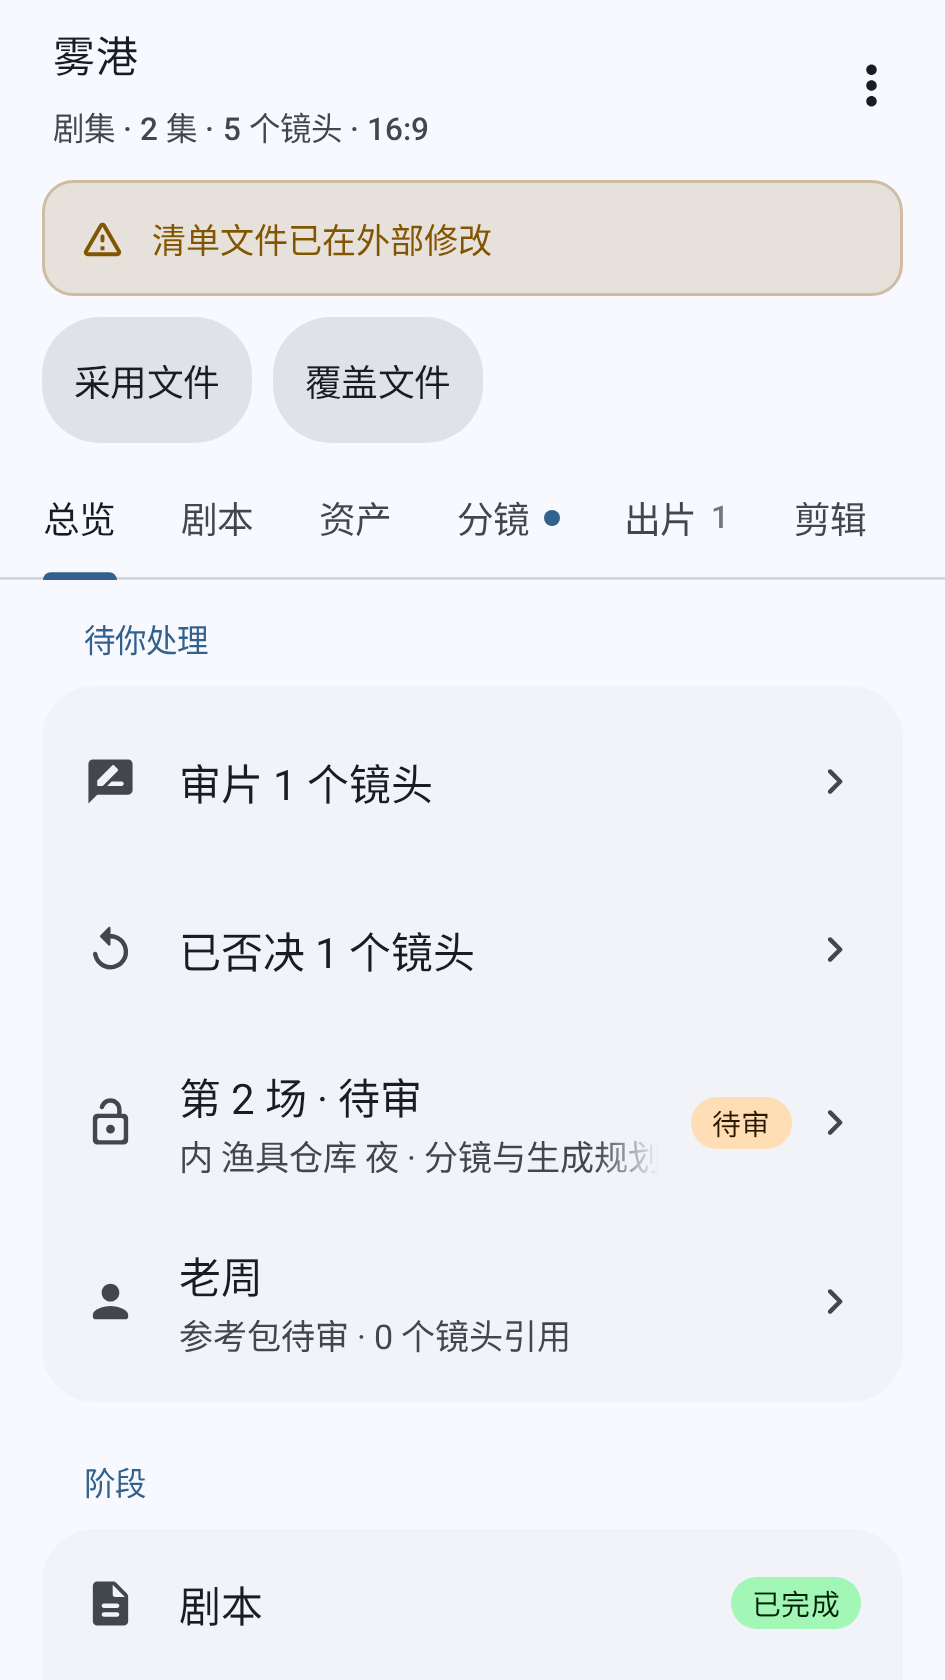 雾港
剧集 · 2 集 · 5 个镜头 · 16:9
清单文件已在外部修改
采用文件 覆盖文件
总览 剧本 资产 分镜 出片 1 剪辑
待你处理
审片 1 个镜头
已否决 1 个镜头
第 2 场 · 待审
内 渔具仓库 夜 · 分镜与生成规划
待审
老周
参考包待审 · 0 个镜头引用
阶段
剧本
已完成